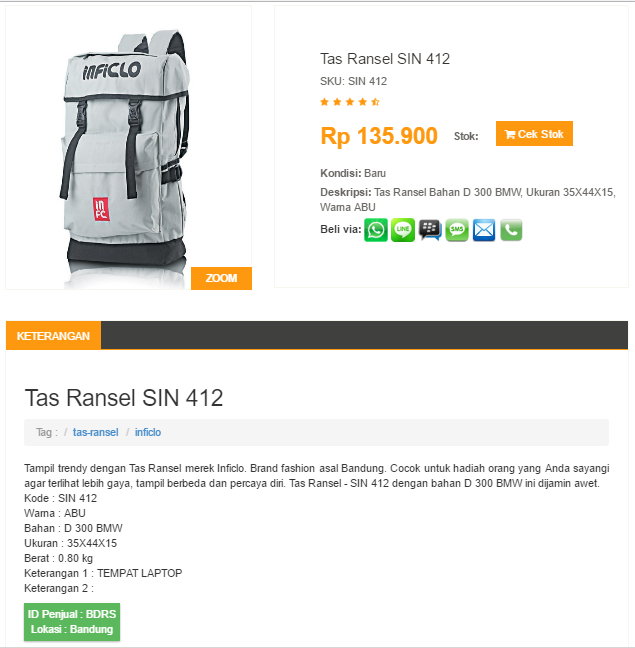 INFICLO
IN
FC
ZOOM
Tas Ransel SIN 412
SKU: SIN 412
Rp 135.900 Stok: Cek Stok
Kondisi: Baru
Deskripsi: Tas Ransel Bahan D 300 BMW, Ukuran 35X44X15,
Warna ABU
Beli via: LINE SMS
KETERANGAN
Tas Ransel SIN 412
Tag : / tas-ransel / inficlo
Tampil trendy dengan Tas Ransel merek Inficlo. Brand fashion asal Bandung. Cocok untuk hadiah orang yang Anda sayangi
agar terlihat lebih gaya, tampil berbeda dan percaya diri. Tas Ransel - SIN 412 dengan bahan D 300 BMW ini dijamin awet.
Kode : SIN 412
Warna : ABU
Bahan : D 300 BMW
Ukuran : 35X44X15
Berat : 0.80 kg
Keterangan 1 : TEMPAT LAPTOP
Keterangan 2 :
ID Penjual : BDRS
Lokasi : Bandung